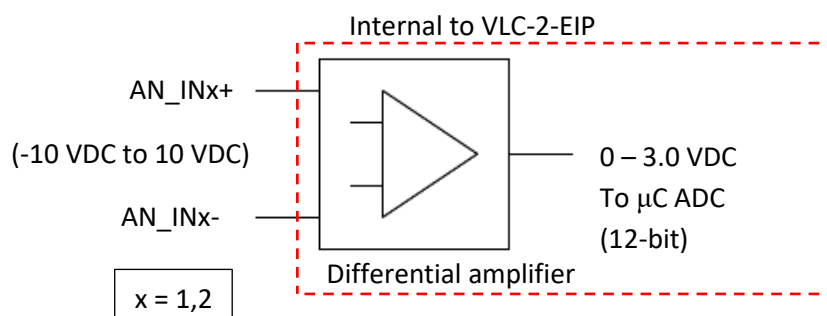 Internal to VLC-2-EIP
AN_INx+
(-10 VDC to 10 VDC)
AN_INx-
0 – 3.0 VDC
To μC ADC
(12-bit)
Differential amplifier
x = 1,2